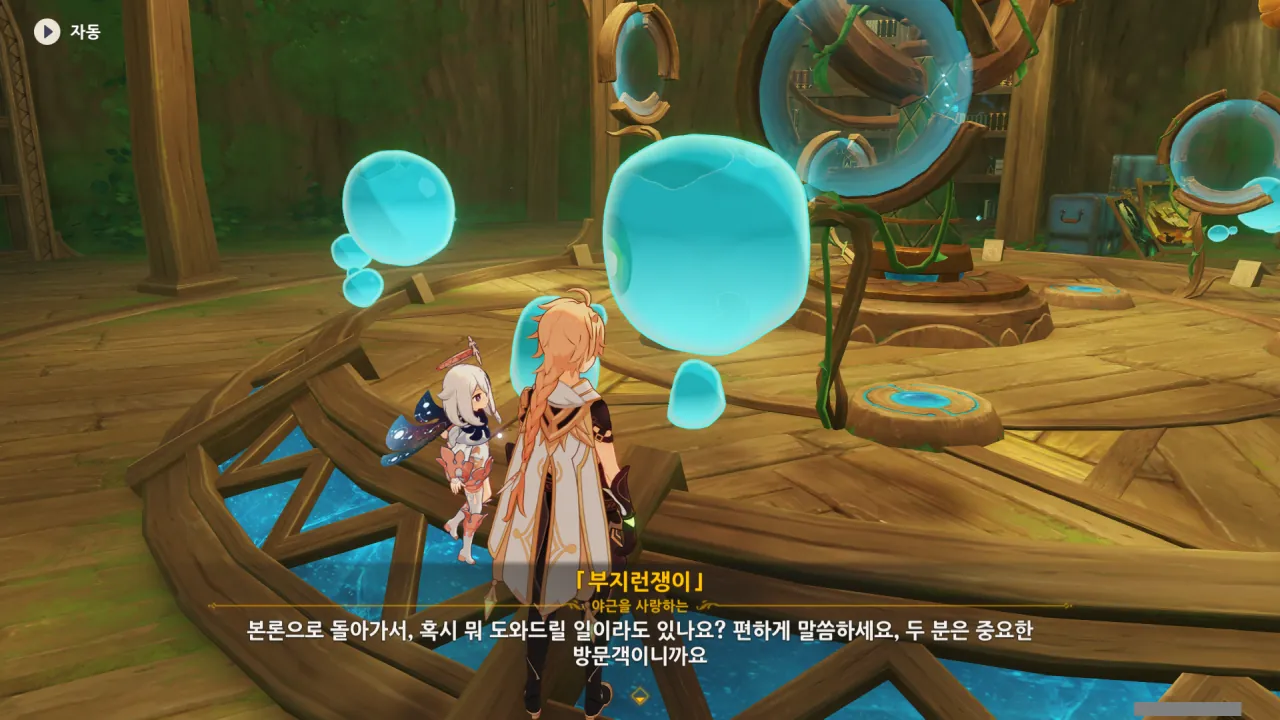 자동
「부지런쟁이」
야근을 사랑하는
본론으로 돌아가서, 혹시 뭐 도와드릴 일이라도 있나요? 편하게 말씀하세요, 두 분은 중요한
방문객이니까요